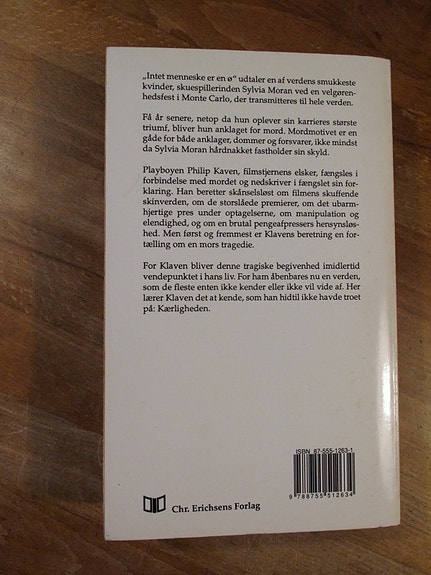 „Intet menneske er en ø“ udtaler en af verdens smukkeste
kvinder, skuespillerinden Sylvia Moran ved en velgøren-
hedsfest i Monte Carlo, der transmitteres til hele verden.
Få år senere, netop da hun oplever sin karrieres største
triumf, bliver hun anklaget for mord. Mordmotivet er en
gåde for både anklager, dommer og forsvarer, ikke mindst
da Sylvia Moran hårdnakket fastholder sin skyld.
Playboyen Philip Kaven, filmstjernens elsker, fængsles i
forbindelse med mordet og nedskriver i fængslet sin for-
klaring. Han beretter skånselsløst om filmens skuffende
skinverden, om de storslåede premierer, om det ubarm-
hjertige pres under optagelserne, om manipulation og
elendighed, og om en brutal pengeafpressers hensynsløs-
hed. Men først og fremmest er Klavens beretning en for-
tælling om en mors tragedie.
For Klaven bliver denne tragiske begivenhed imidlertid
vendepunktet i hans liv. For ham åbenbares nu en verden,
som de fleste enten ikke kender eller ikke vil vide af. Her
lærer Klaven det at kende, som han hidtil ikke havde troet
på: Kærligheden.
ISBN 87-555-1263-1
9 788755 512634
Chr. Erichsens Forlag